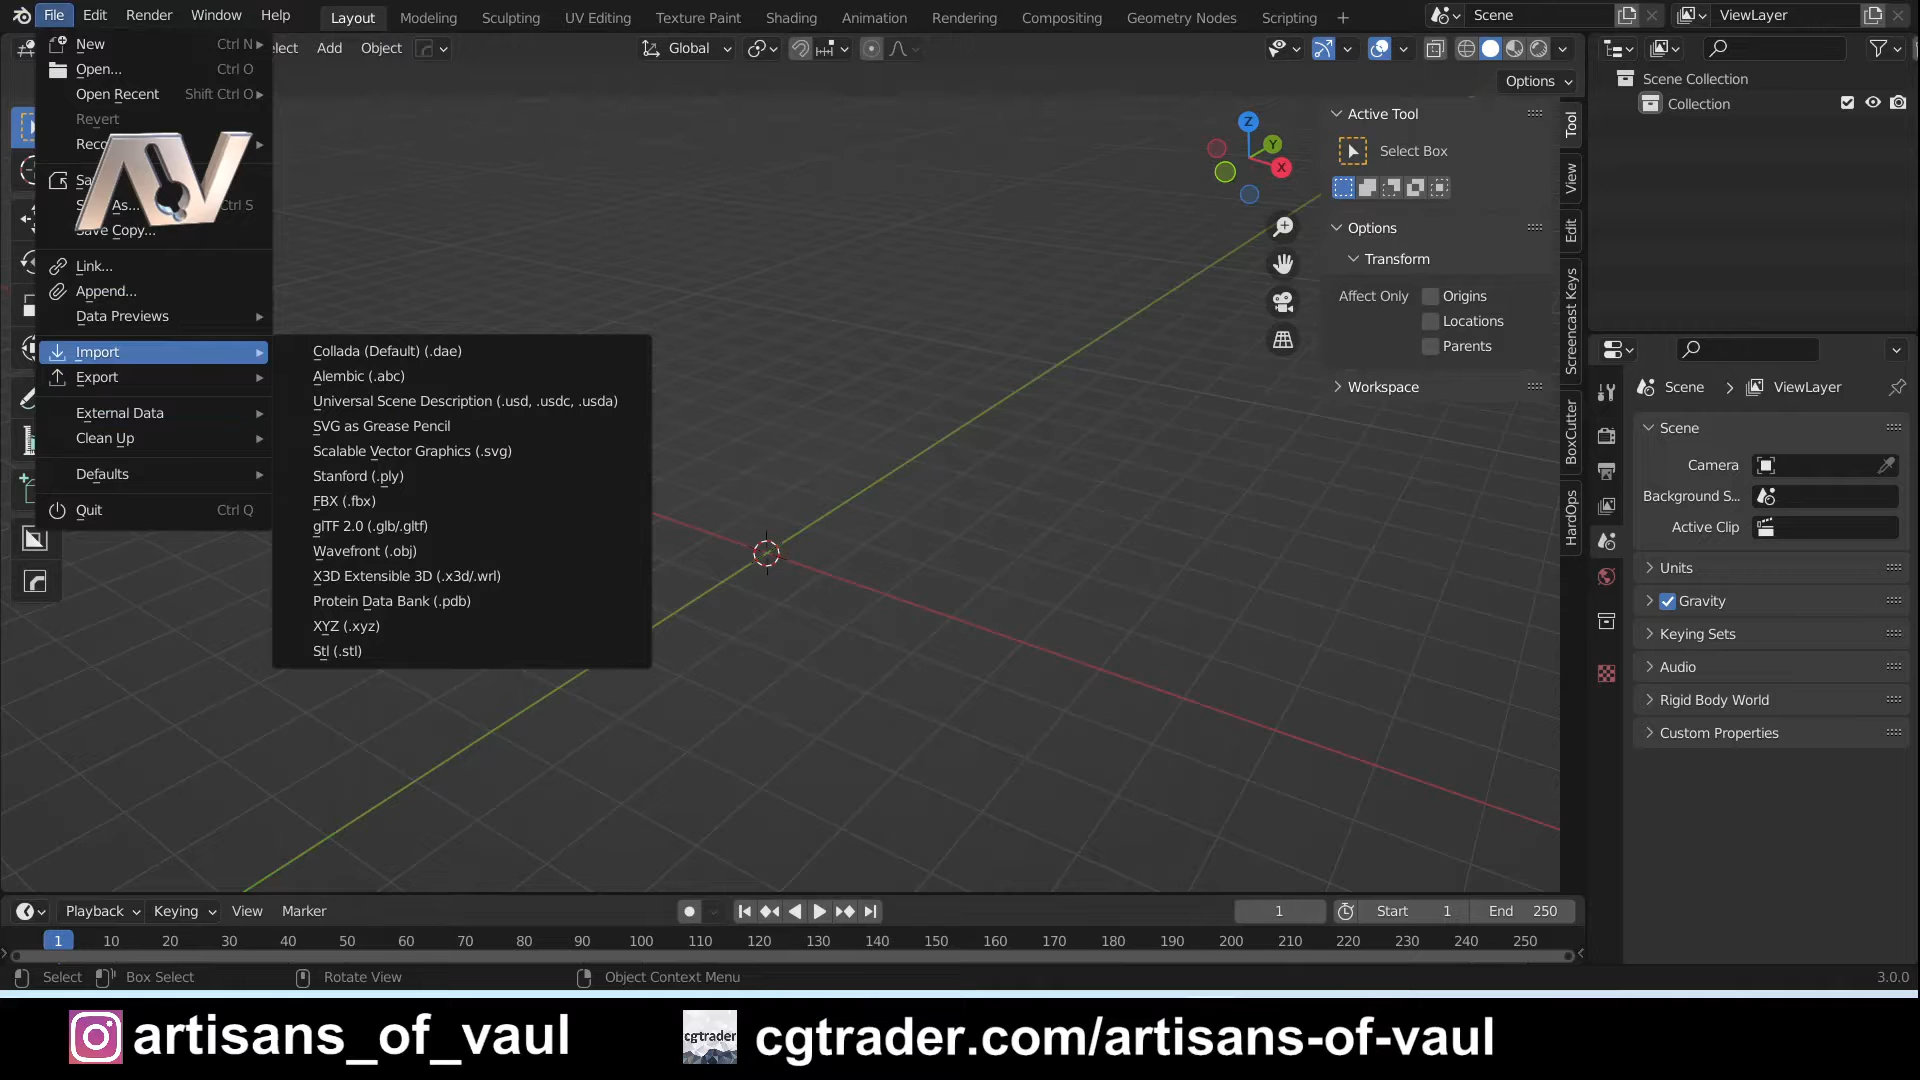 File Edit Render Window Help Layout Modeling Sculpting UV Editing Texture Paint Shading Animation Rendering Compositing Geometry Nodes Scripting + Scene ViewLayer
Add Object Global
Options
New Ctrl N
Open... Ctrl O
Open Recent Shift Ctrl O
Revert
Link...
Append...
Data Previews
Import
Export
External Data
Clean Up
Defaults
Quit Ctrl Q
Save Copy...
AV
Collada (Default) (.dae)
Alembic (.abc)
Universal Scene Description (.usd, .usdc, .usda)
SVG as Grease Pencil
Scalable Vector Graphics (.svg)
Stanford (.ply)
FBX (.fbx)
glTF 2.0 (.glb/.gltf)
Wavefront (.obj)
X3D Extensible 3D (.x3d/.wrl)
Protein Data Bank (.pdb)
XYZ (.xyz)
Stl (.stl)
Z
Y
X
Active Tool
Select Box
Options
Transform
Affect Only Origins
Locations
Parents
Workspace
Tool
View
Edit
Screencast Keys
BoxCutter
HardOps
Scene Collection
Collection
Scene > ViewLayer
Scene
Camera
Background S...
Active Clip
Units
Gravity
Keying Sets
Audio
Rigid Body World
Custom Properties
Playback Keying View Marker 1 Start 1 End 250
1 10 20 30 40 50 60 70 80 90 100 110 120 130 140 150 160 170 180 190 200 210 220 230 240 250
Select Box Select Rotate View Object Context Menu 3.0.0
artisans_of_vaul cgtrader cgtrader.com/artisans-of-vaul